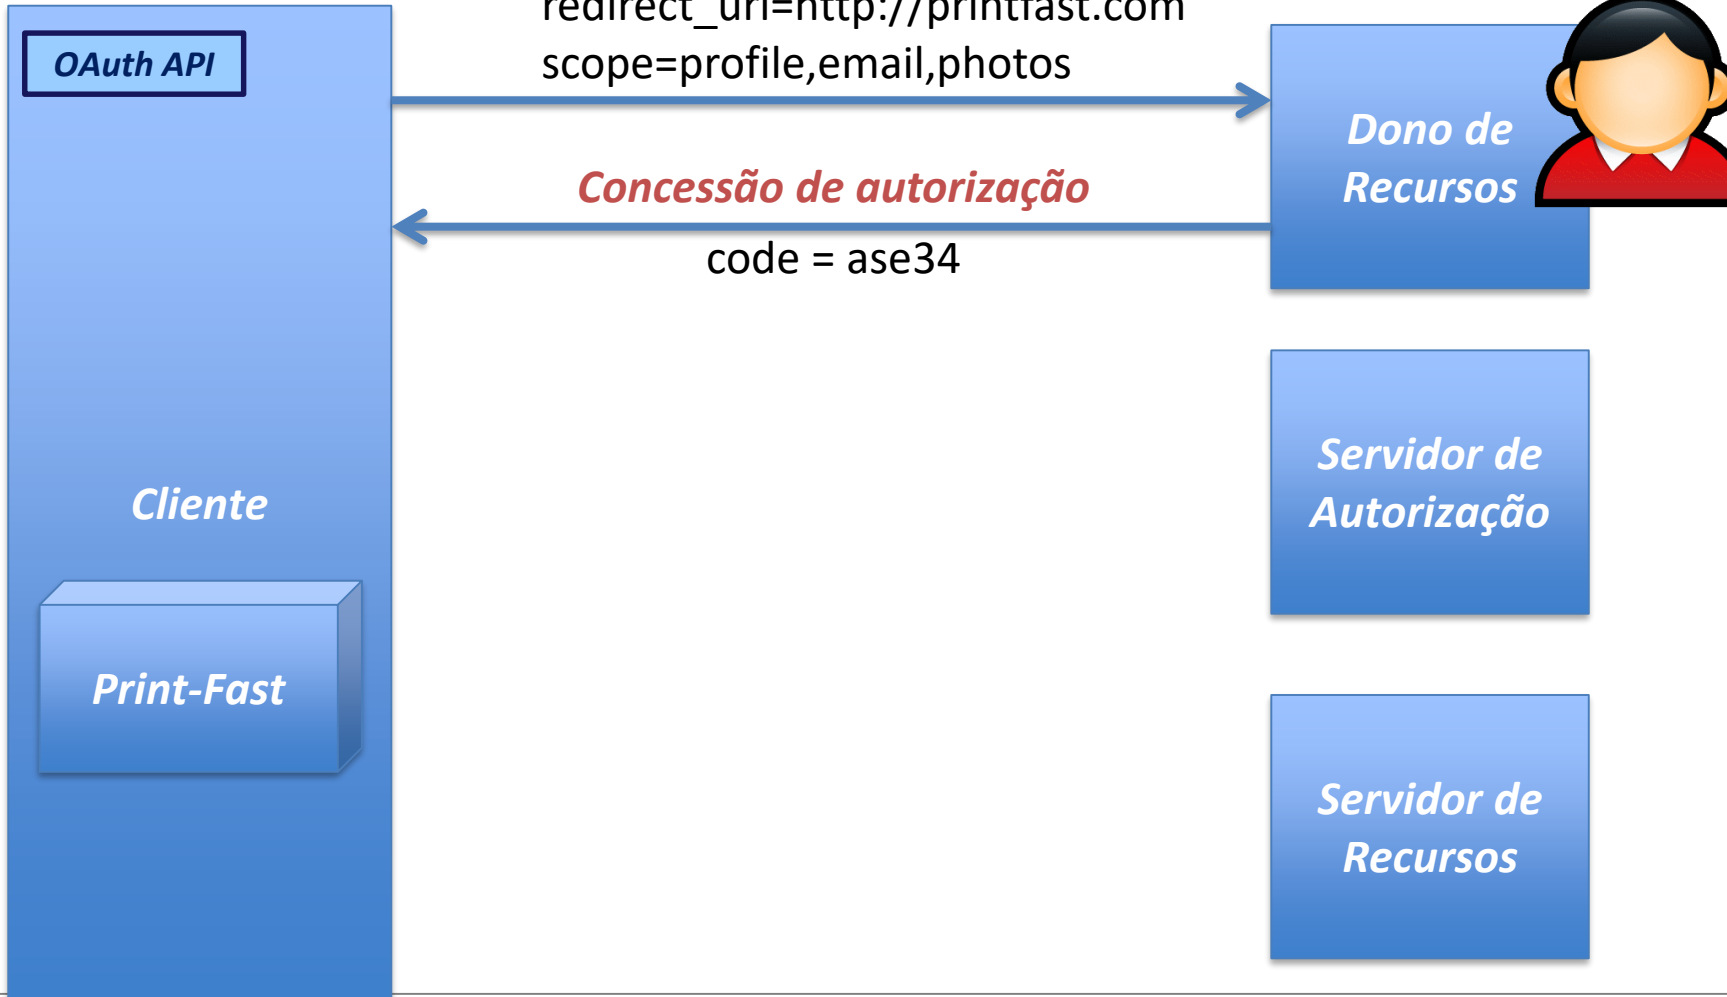 redirect_uri=http://printfast.com
OAuth API
scope=profile,email,photos
Dono de
Recursos
Concessão de autorização
code = ase34
Servidor de
Autorização
Cliente
Print-Fast
Servidor de
Recursos